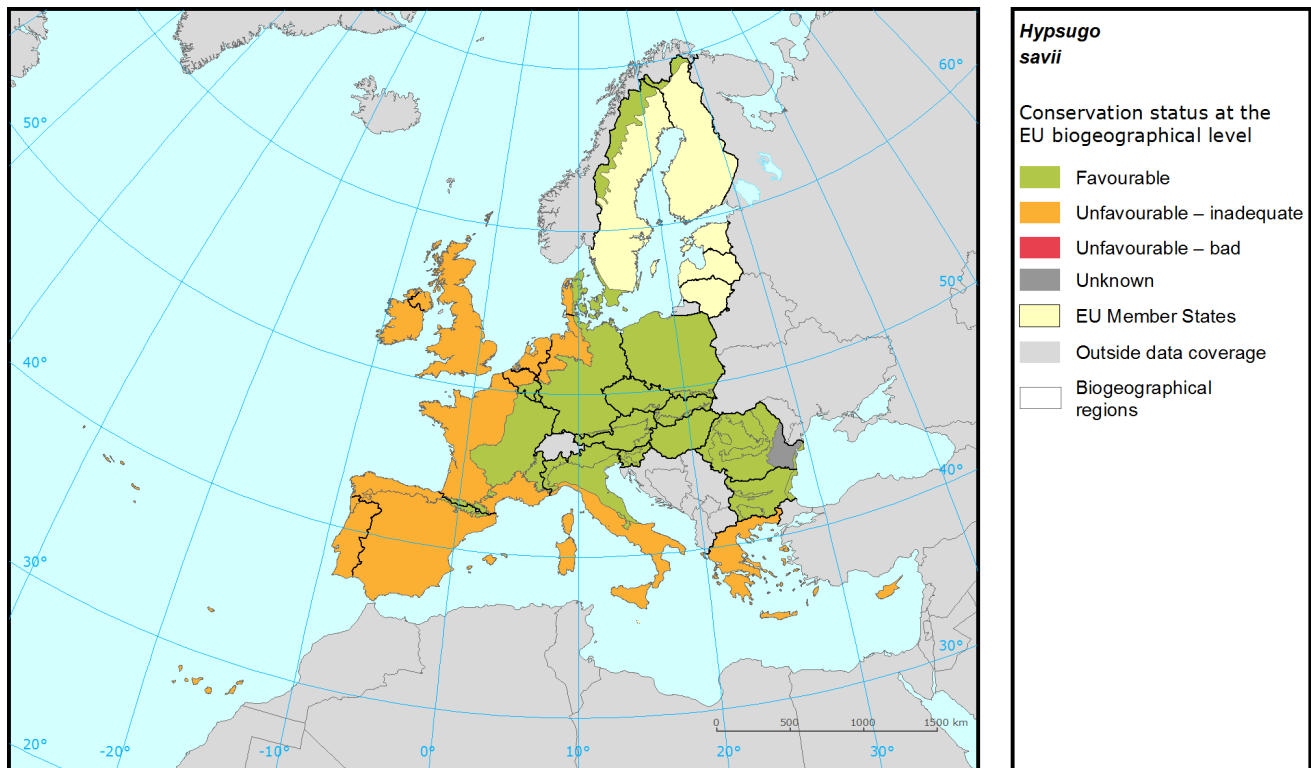 Hypsugo
savii
Conservation status at the
EU biogeographical level
Favourable
Unfavourable – inadequate
Unfavourable – bad
Unknown
EU Member States
Outside data coverage
Biogeographical
regions
60°
50°
50°
40°
40°
30°
30°
20°
-20°
-10°
0°
10°
20°
30°
0
500
1000
1500 km